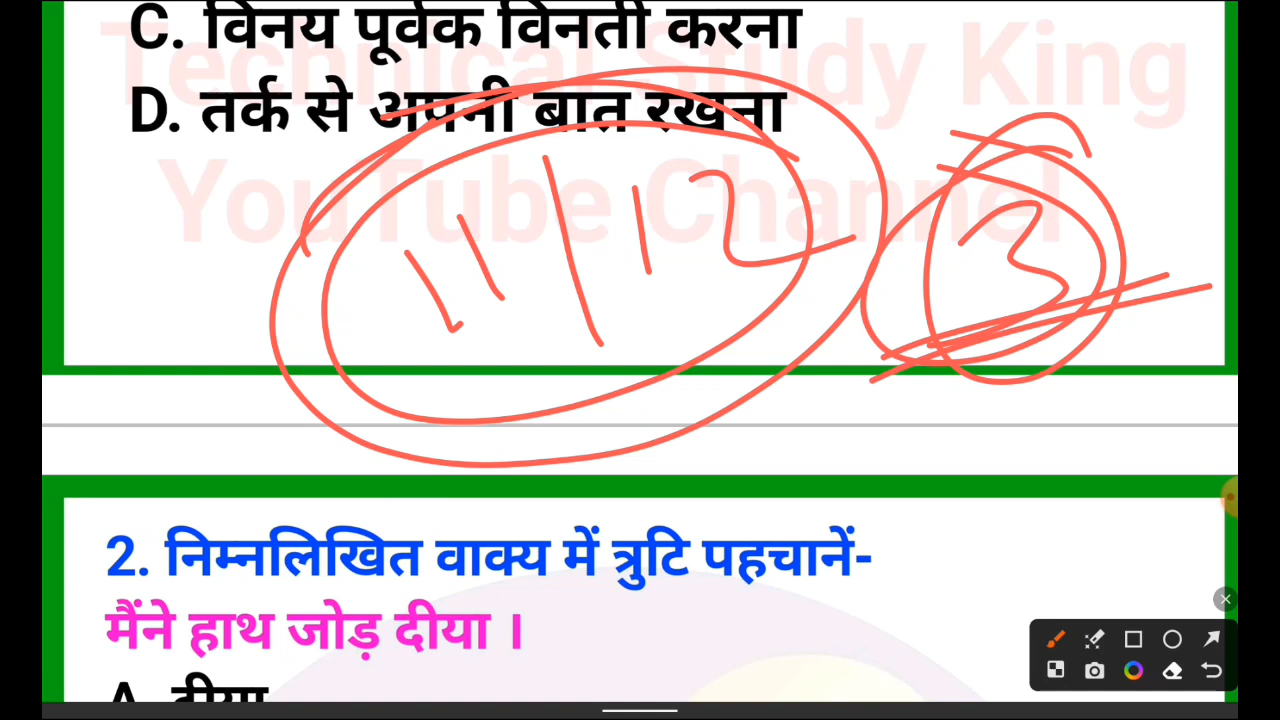 C. विनय पूर्वक विनती करना
D. तर्क से अपनी बात रखना
Technical Study King
YouTube Channel
11/12
3
2. निम्नलिखित वाक्य में त्रुटि पहचानें-
मैंने हाथ जोड़ दीया ।
A. दीया